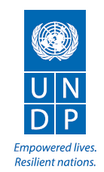 U N
D P
Empowered lives.
Resilient nations.